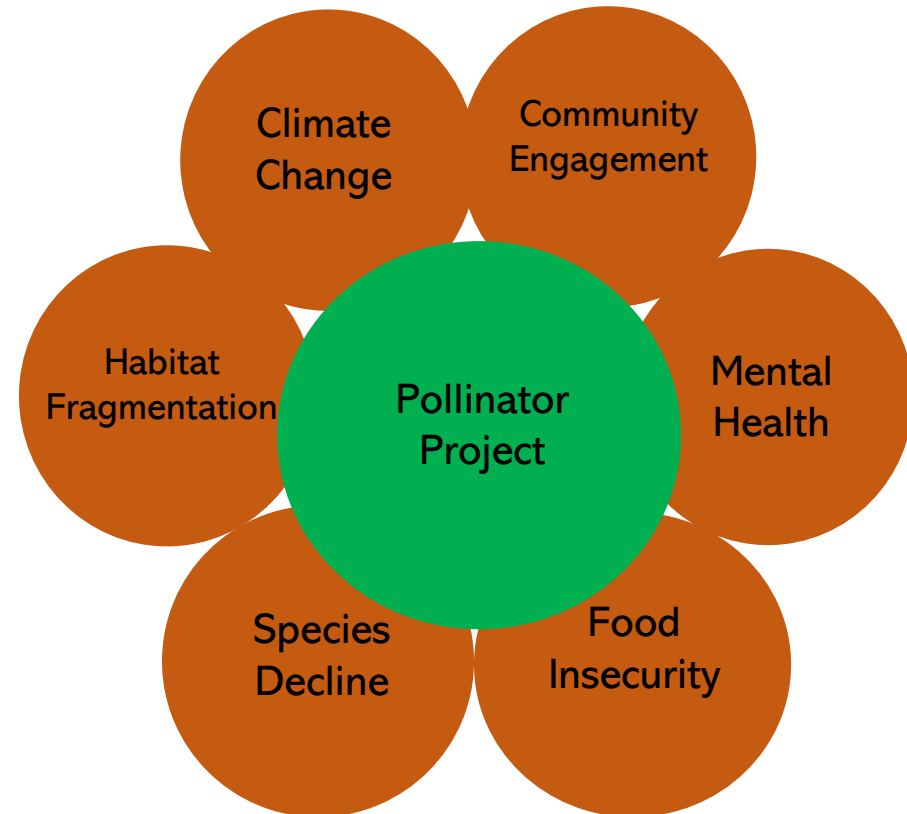 Climate
Change
Community
Engagement
Habitat
Fragmentation
Pollinator
Project
Mental
Health
Species
Decline
Food
Insecurity